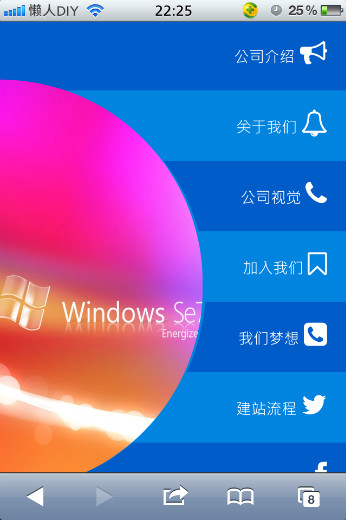 懒人DIY 22:25 25%
公司介绍
关于我们
公司视觉
加入我们
Windows Se7
Energize
我们梦想
建站流程
8